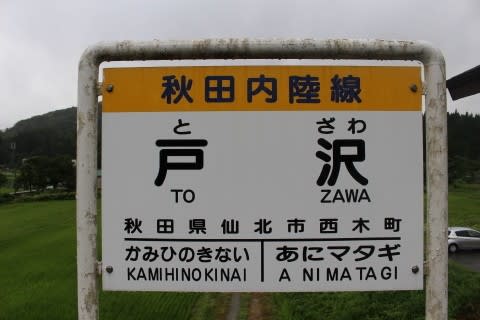 秋田内陸線
と ざわ
戸 沢
TO ZAWA
秋田県仙北市西木町
かみひのきない あにマタギ
KAMIHINOKINAI ANIMATAGI